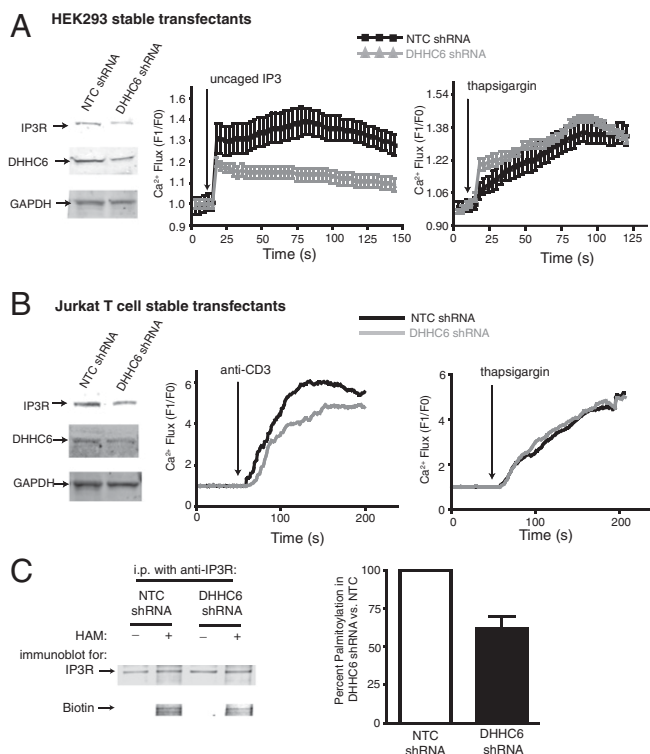 A HEK293 stable transfectants
NTC shRNA
DHHC6 shRNA
NTC shRNA
DHHC6 shRNA
IP3R
DHHC6
GAPDH
uncaged IP3
Ca²⁺ Flux (F1/F0)
1.6
1.5
1.4
1.3
1.2
1.1
1.0
0.9
0 25 50 75 100 125 150
Time (s)
thapsigargin
Ca²⁺ Flux (F1/F0)
1.54
1.38
1.22
1.06
0.90
0 25 50 75 100 125
Time (s)
B Jurkat T cell stable transfectants
NTC shRNA
DHHC6 shRNA
NTC shRNA
DHHC6 shRNA
IP3R
DHHC6
GAPDH
anti-CD3
Ca²⁺ Flux (F1/F0)
6
4
2
0
0 100 200
Time (s)
thapsigargin
Ca²⁺ Flux (F1/F0)
6
4
2
0
0 100 200
Time (s)
C i.p. with anti-IP3R:
NTC
shRNA
DHHC6
shRNA
HAM: – + – +
immunoblot for:
IP3R
Biotin
Percent Palmitoylation in
DHHC6 shRNA vs. NTC
100
75
50
25
0
NTC
shRNA
DHHC6
shRNA